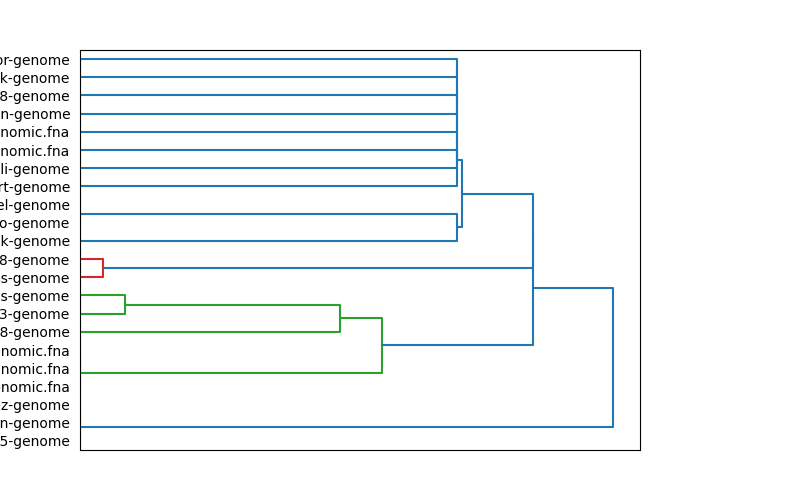 or-genome
k-genome
8-genome
n-genome
nomic.fna
nomic.fna
li-genome
rt-genome
el-genome
o-genome
k-genome
8-genome
s-genome
s-genome
3-genome
8-genome
nomic.fna
nomic.fna
enomic.fna
z-genome
n-genome
5-genome